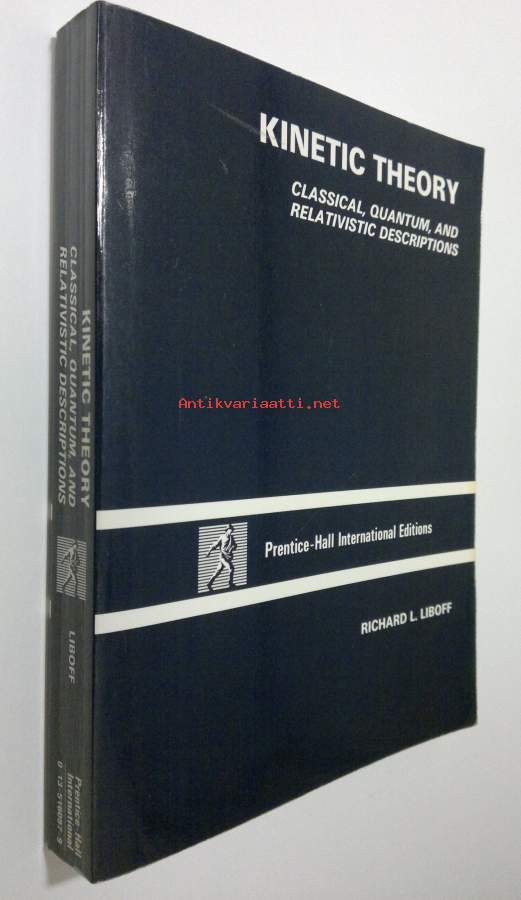 KINETIC THEORY
CLASSICAL, QUANTUM, AND
RELATIVISTIC DESCRIPTIONS
Antikvariaatti.net
Prentice-Hall International Editions
RICHARD L. LIBOFF
KINETIC THEORY
CLASSICAL, QUANTUM, AND
RELATIVISTIC DESCRIPTIONS
LIBOFF
Prentice-Hall
International